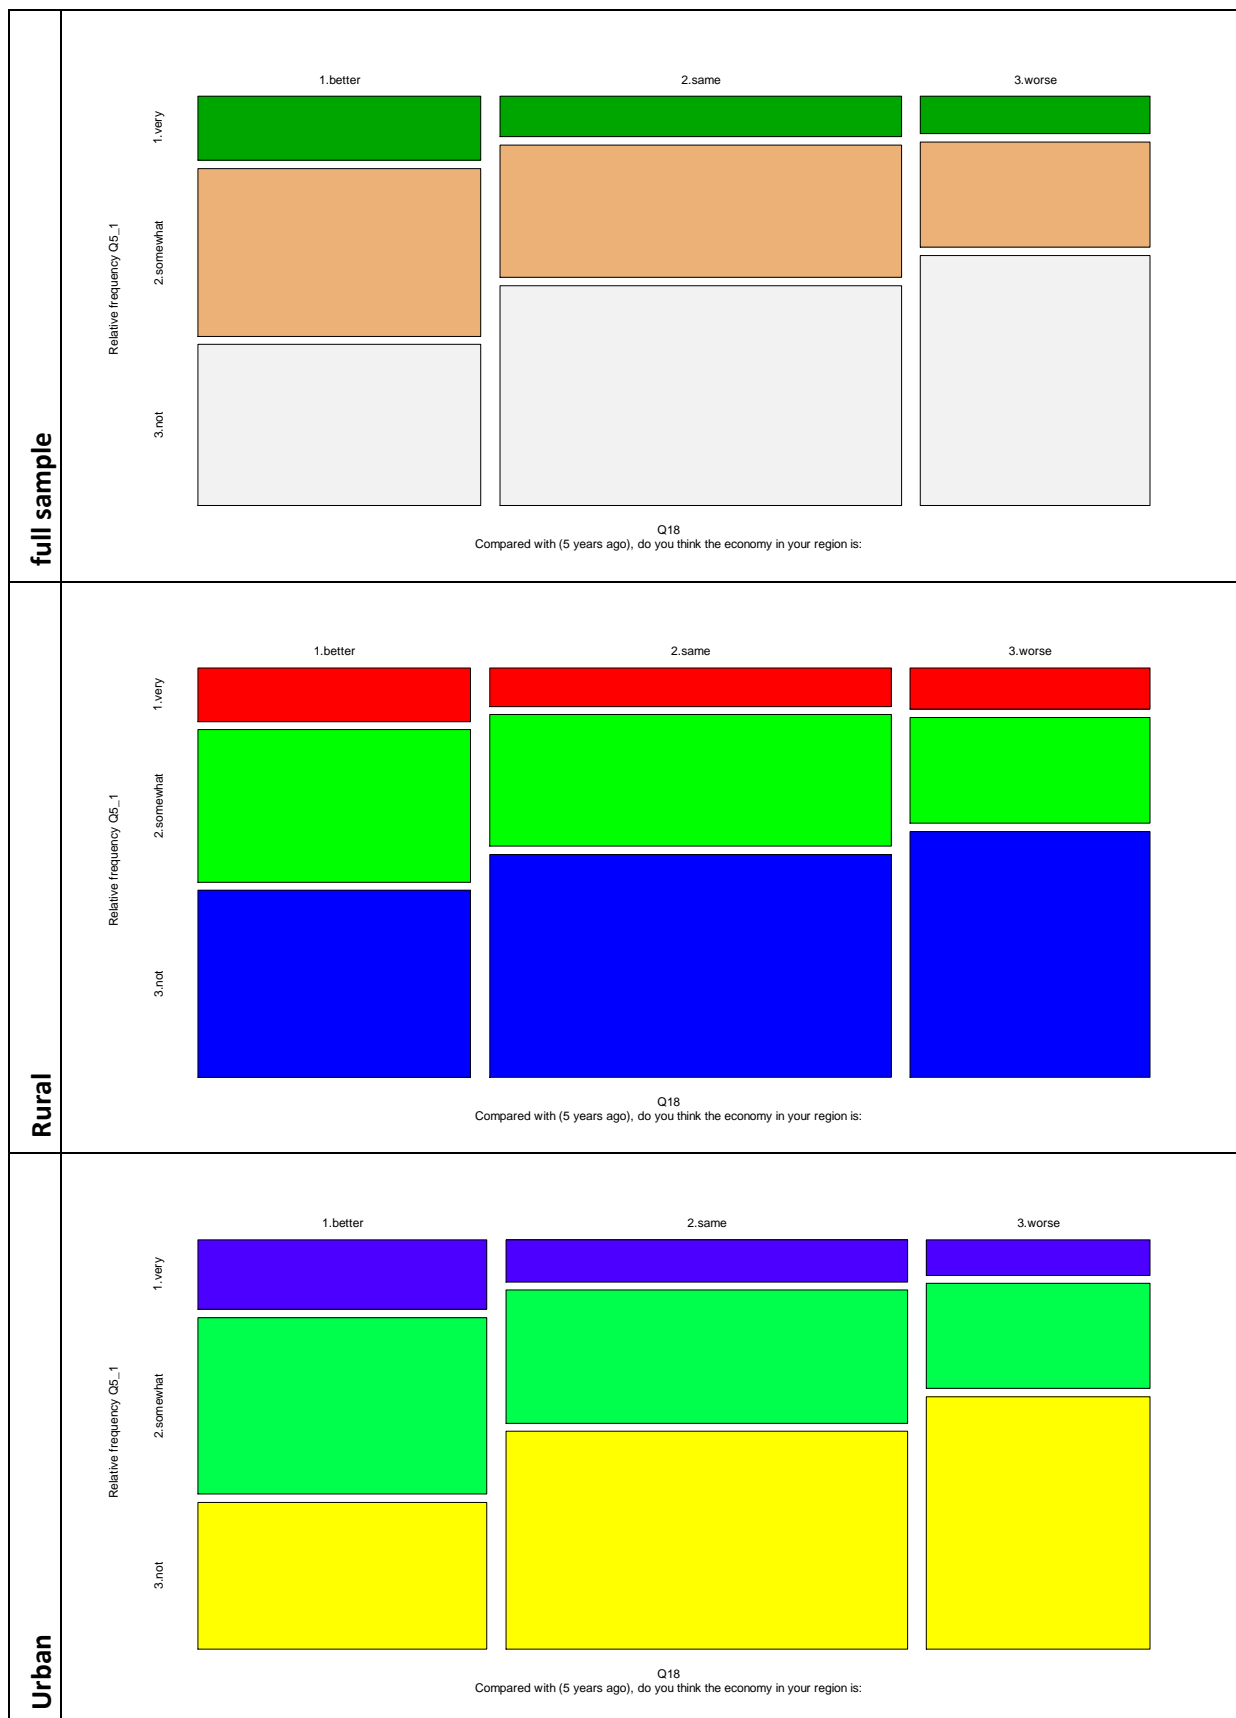 full sample
1.better 2.same 3.worse
1.very
2.somewhat
3.not
Relative frequency Q5_1
Q18
Compared with (5 years ago), do you think the economy in your region is:
Rural
1.better 2.same 3.worse
1.very
2.somewhat
3.not
Relative frequency Q5_1
Q18
Compared with (5 years ago), do you think the economy in your region is:
Urban
1.better 2.same 3.worse
1.very
2.somewhat
3.not
Relative frequency Q5_1
Q18
Compared with (5 years ago), do you think the economy in your region is: